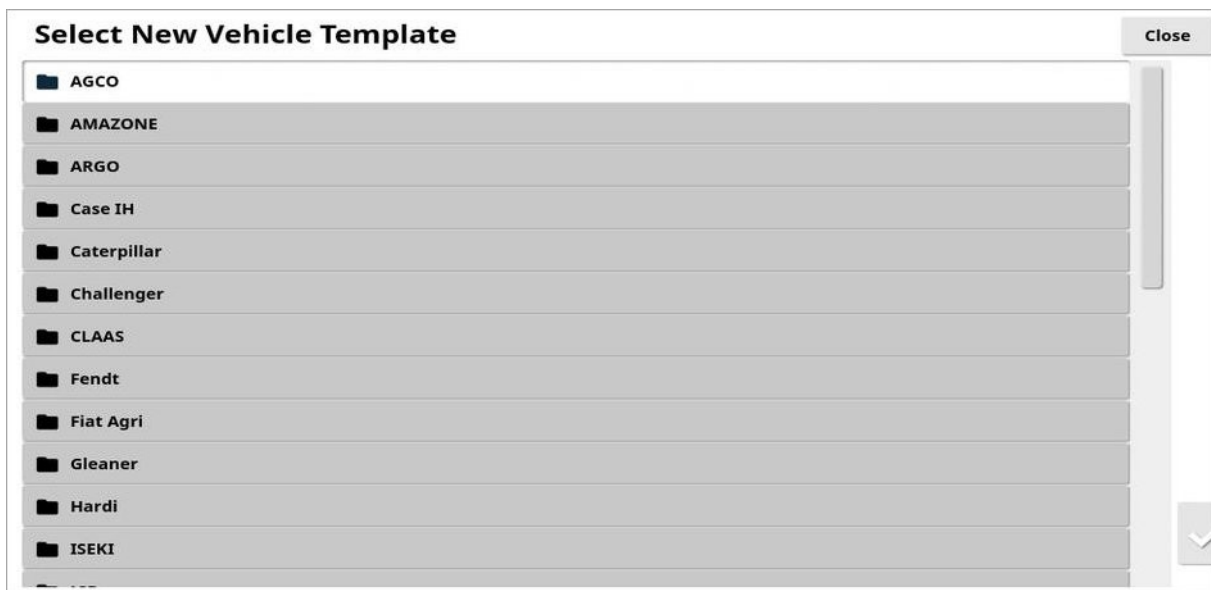 Select New Vehicle Template
Close
AGCO
AMAZONE
ARGO
Case IH
Caterpillar
Challenger
CLAAS
Fendt
Fiat Agri
Gleaner
Hardi
ISEKI